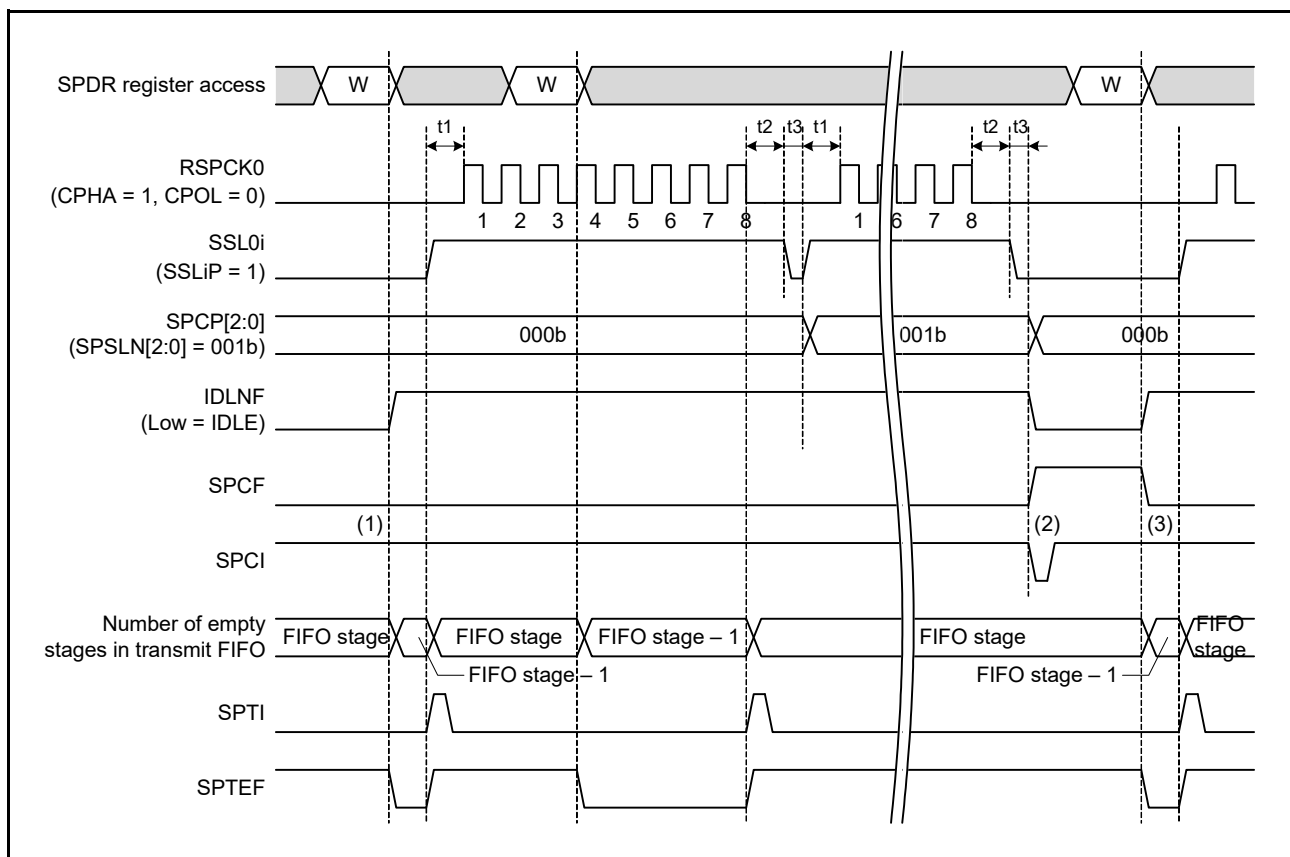 SPDR register access
W
W
W
t1
t2
t3
t1
t2
t3
RSPCK0
(CPHA = 1, CPOL = 0)
1
2
3
4
5
6
7
8
1
6
7
8
SSL0i
(SSLiP = 1)
SPCP[2:0]
(SPSLN[2:0] = 001b)
000b
001b
000b
IDLNF
(Low = IDLE)
SPCF
(1)
(2)
(3)
SPCI
Number of empty
stages in transmit FIFO
FIFO stage
FIFO stage
FIFO stage – 1
FIFO stage
FIFO
stage
FIFO stage – 1
FIFO stage – 1
SPTI
SPTEF